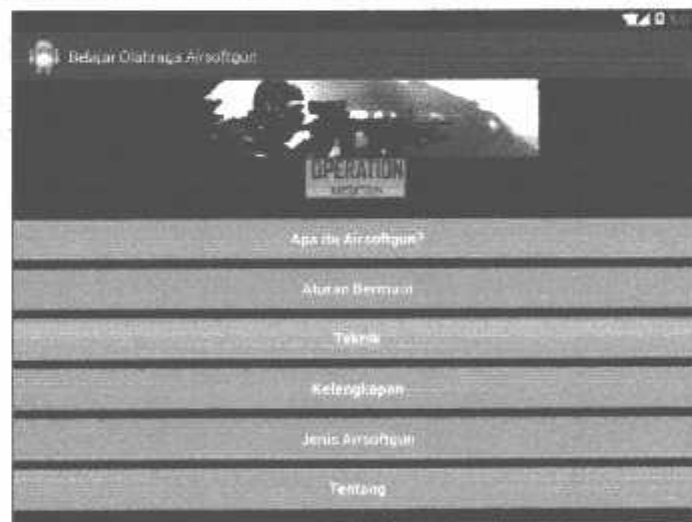 Belajar Olahraga Airsoftgun
OPERATION
Apa itu Airsoftgun?
Aturan Bermain
Teknik
Kelengkapan
Jenis Airsoftgun
Tentang